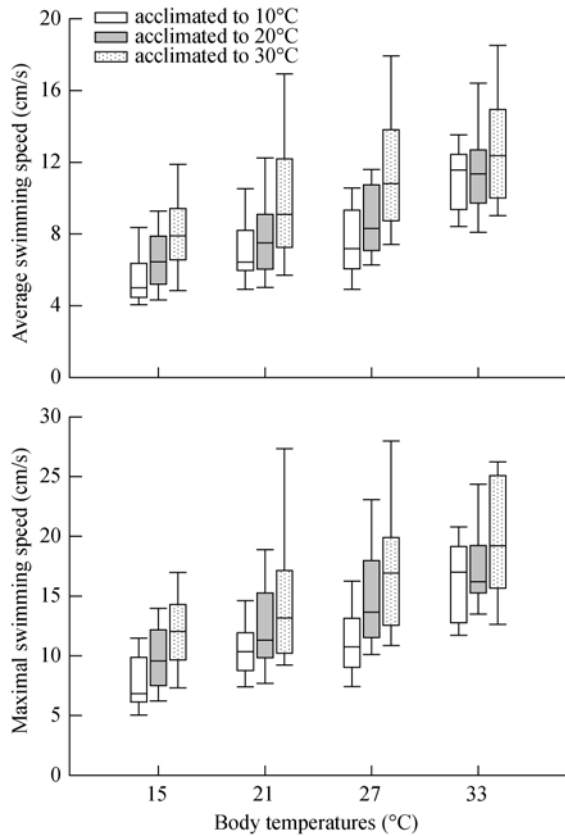 20
acclimated to 10°C
acclimated to 20°C
acclimated to 30°C
16
12
8
4
0
Average swimming speed (cm/s)
30
25
20
15
10
5
0
Maximal swimming speed (cm/s)
15 21 27 33
Body temperatures (°C)